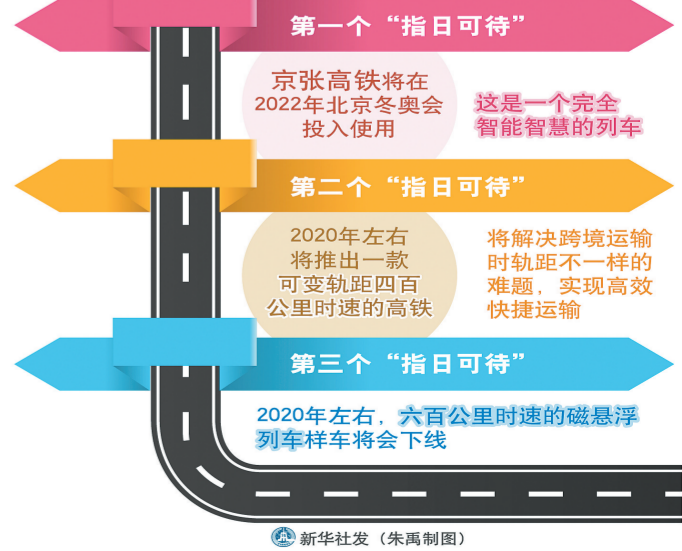 第一个“指日可待”
京张高铁将在
2022年北京冬奥会
投入使用
这是一个完全
智能智慧的列车
第二个“指日可待”
2020年左右
将推出一款
可变轨距四百
公里时速的高铁
将解决跨境运输
时轨距不一样的
难题，实现高效
快捷运输
第三个“指日可待”
2020年左右，六百公里时速的磁悬浮
列车样车将会下线
新华社发（朱禹制图）